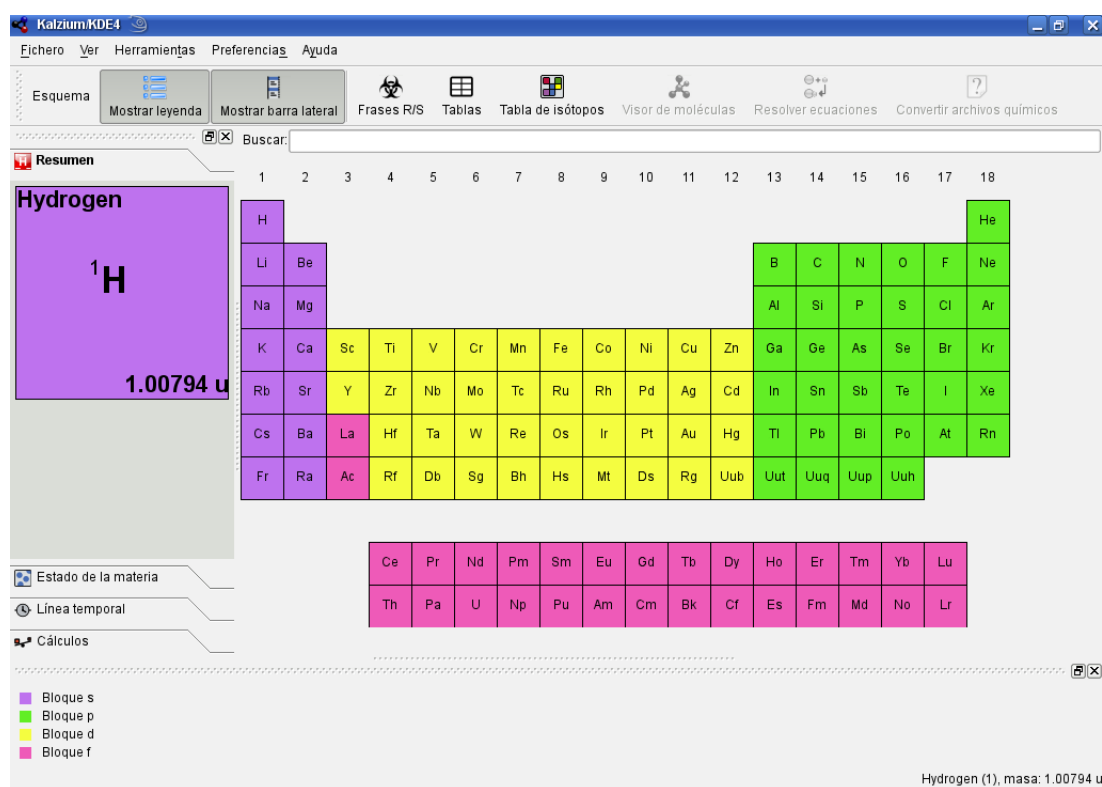 Kalzium/KDE4
Fichero Ver Herramientas Preferencias Ayuda
Esquema Mostrar leyenda Mostrar barra lateral Frases R/S Tablas Tabla de isótopos Visor de moléculas Resolver ecuaciones Convertir archivos químicos
Buscar:
Resumen
Hydrogen
1H
1.00794 u
Estado de la materia
Línea temporal
Cálculos
1 2 3 4 5 6 7 8 9 10 11 12 13 14 15 16 17 18
H He
Li Be B C N O F Ne
Na Mg Al Si P S Cl Ar
K Ca Sc Ti V Cr Mn Fe Co Ni Cu Zn Ga Ge As Se Br Kr
Rb Sr Y Zr Nb Mo Tc Ru Rh Pd Ag Cd In Sn Sb Te I Xe
Cs Ba La Hf Ta W Re Os Ir Pt Au Hg Tl Pb Bi Po At Rn
Fr Ra Ac Rf Db Sg Bh Hs Mt Ds Rg Uub Uut Uuq Uup Uuh
Ce Pr Nd Pm Sm Eu Gd Tb Dy Ho Er Tm Yb Lu
Th Pa U Np Pu Am Cm Bk Cf Es Fm Md No Lr
Bloque s
Bloque p
Bloque d
Bloque f
Hydrogen (1), masa: 1.00794 u